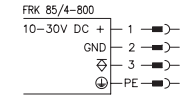 FRK 85/4-800
10-30V DC + 1
GND - 2
3
PE